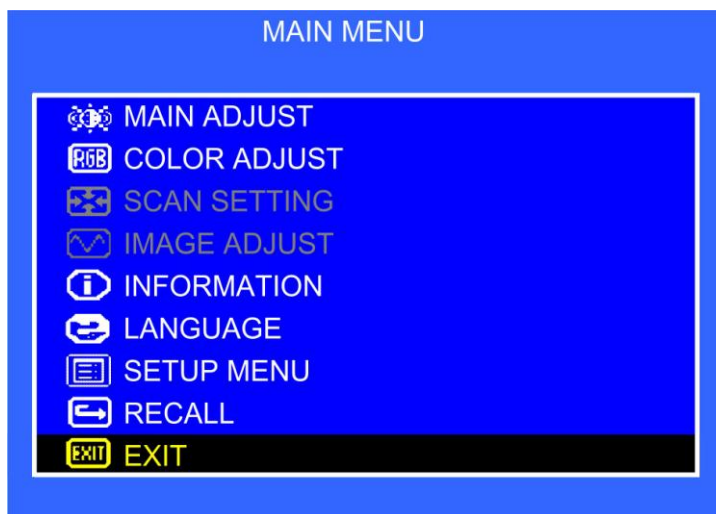 MAIN MENU
MAIN ADJUST
RGB COLOR ADJUST
SCAN SETTING
IMAGE ADJUST
i INFORMATION
LANGUAGE
SETUP MENU
RECALL
EXIT EXIT